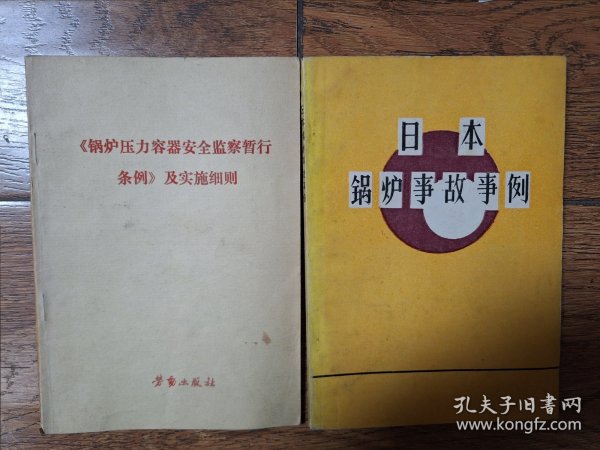 《锅炉压力容器安全监察暂行
条例》及实施细则
劳动出版社
日本
锅炉事故事例
孔夫子旧书网
www.kongfz.com